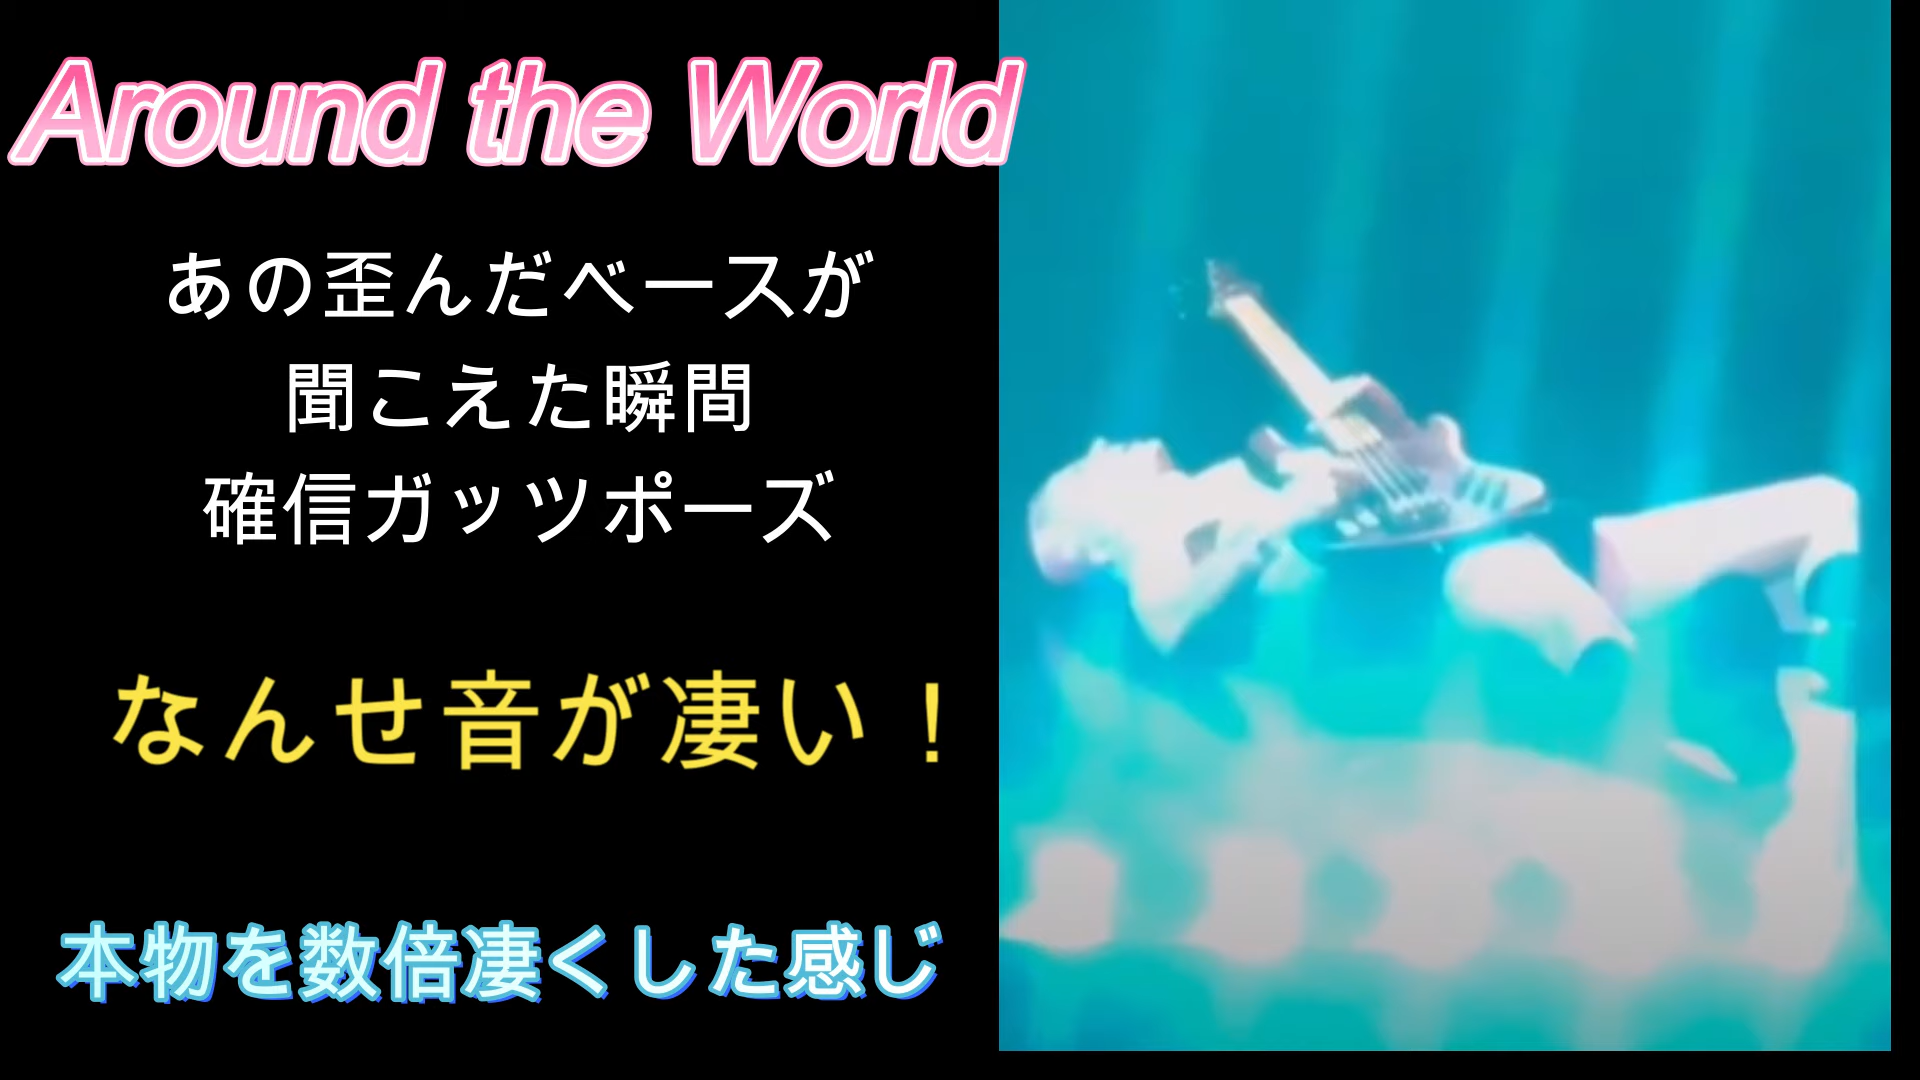 Around the World
あの歪んだベースが
聞こえた瞬間
確信ガッツポーズ
なんせ音が凄い！
本物を数倍凄くした感じ